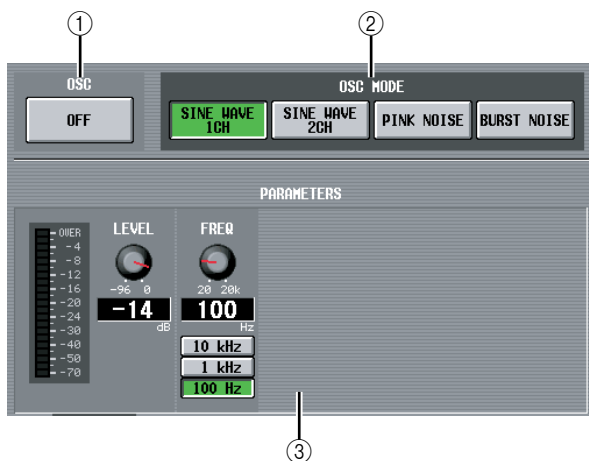 ① ②
OSC
OFF
OSC MODE
SINE WAVE
1CH
SINE WAVE
2CH
PINK NOISE
BURST NOISE
PARAMETERS
OVER
-4
-8
-12
-16
-20
-24
-30
-40
-50
-70
LEVEL
-96 0
-14
dB
FREQ
20 20k
100
Hz
10 kHz
1 kHz
100 Hz
③